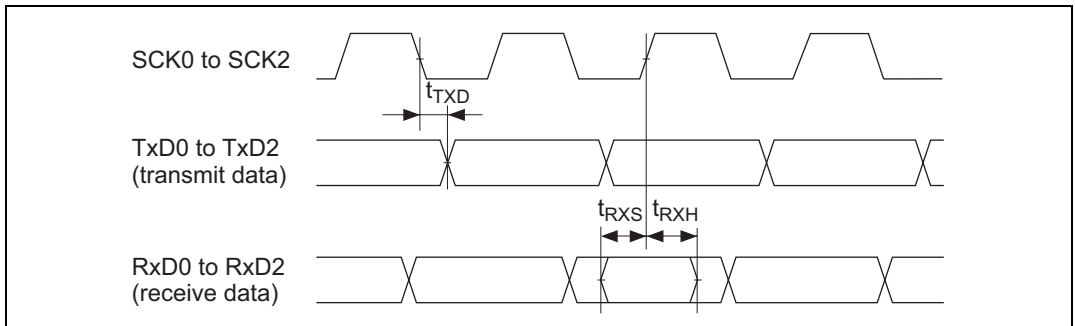 SCK0 to SCK2
tTXD
TxD0 to TxD2
(transmit data)
tRXS tRXH
RxD0 to RxD2
(receive data)